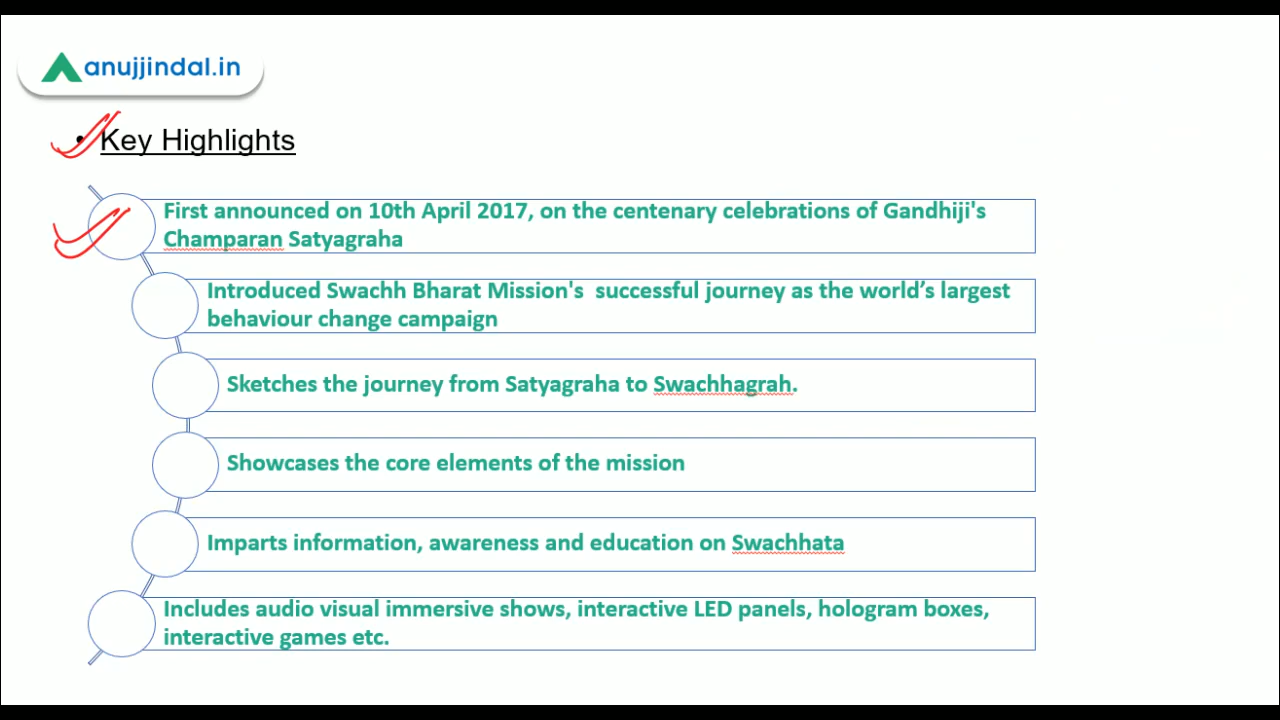 anujjindal.in
• Key Highlights
First announced on 10th April 2017, on the centenary celebrations of Gandhiji's
Champaran Satyagraha
Introduced Swachh Bharat Mission's  successful journey as the world’s largest
behaviour change campaign
Sketches the journey from Satyagraha to Swachhagrah.
Showcases the core elements of the mission
Imparts information, awareness and education on Swachhata
Includes audio visual immersive shows, interactive LED panels, hologram boxes,
interactive games etc.